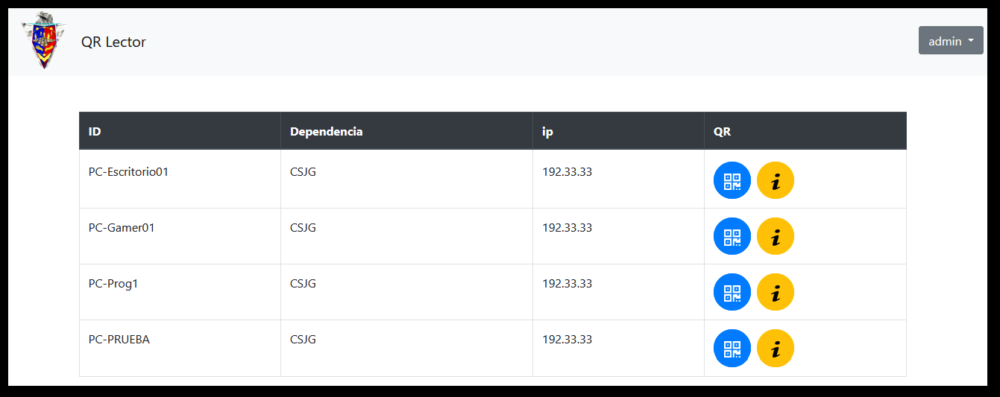 QR Lector
admin
ID Dependencia ip QR
PC-Escritorio01 CSJG 192.33.33
PC-Gamer01 CSJG 192.33.33
PC-Prog1 CSJG 192.33.33
PC-PRUEBA CSJG 192.33.33